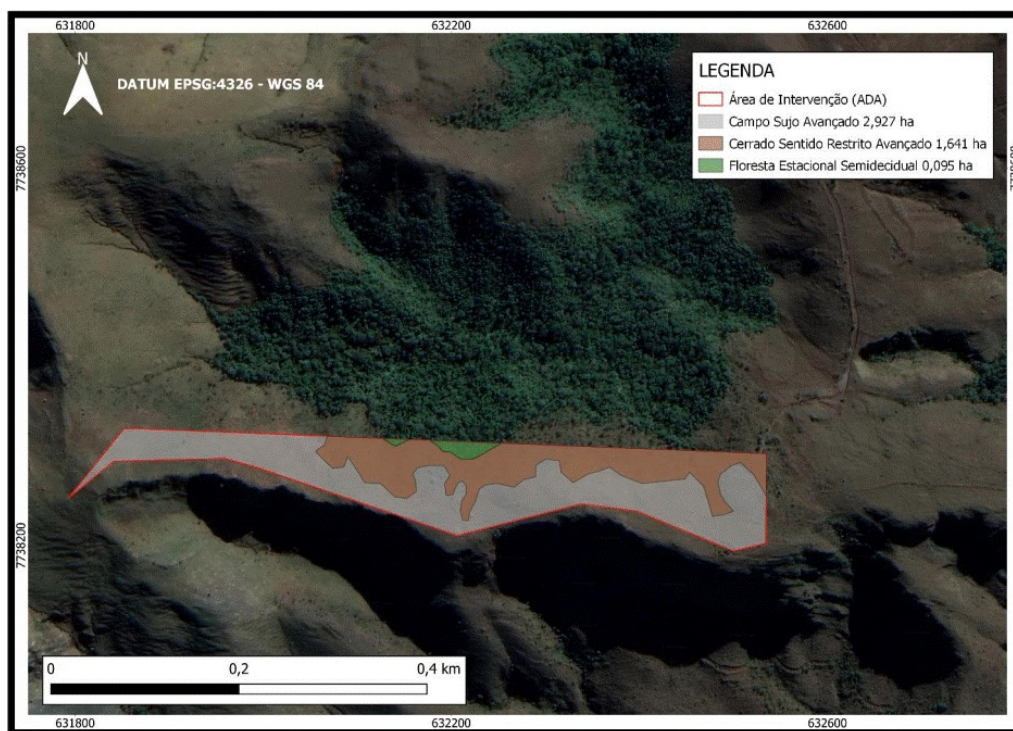 631800 632200 632600
N
DATUM EPSG:4326 - WGS 84
LEGENDA
Área de Intervenção (ADA)
Campo Sujo Avançado 2,927 ha
Cerrado Sentido Restrito Avançado 1,641 ha
Floresta Estacional Semidecidual 0,095 ha
7738600
7738200
0 0,2 0,4 km
631800 632200 632600